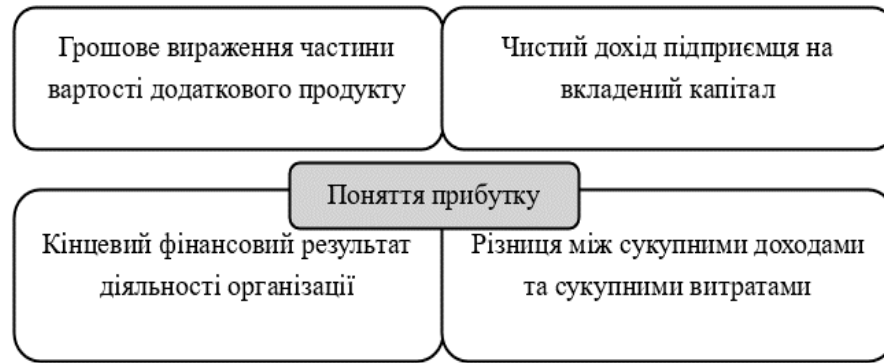 Грошове вираження частини
вартості додаткового продукту
Чистий дохід підприємця на
вкладений капітал
Поняття прибутку
Кінцевий фінансовий результат
діяльності організації
Різниця між сукупними доходами
та сукупними витратами